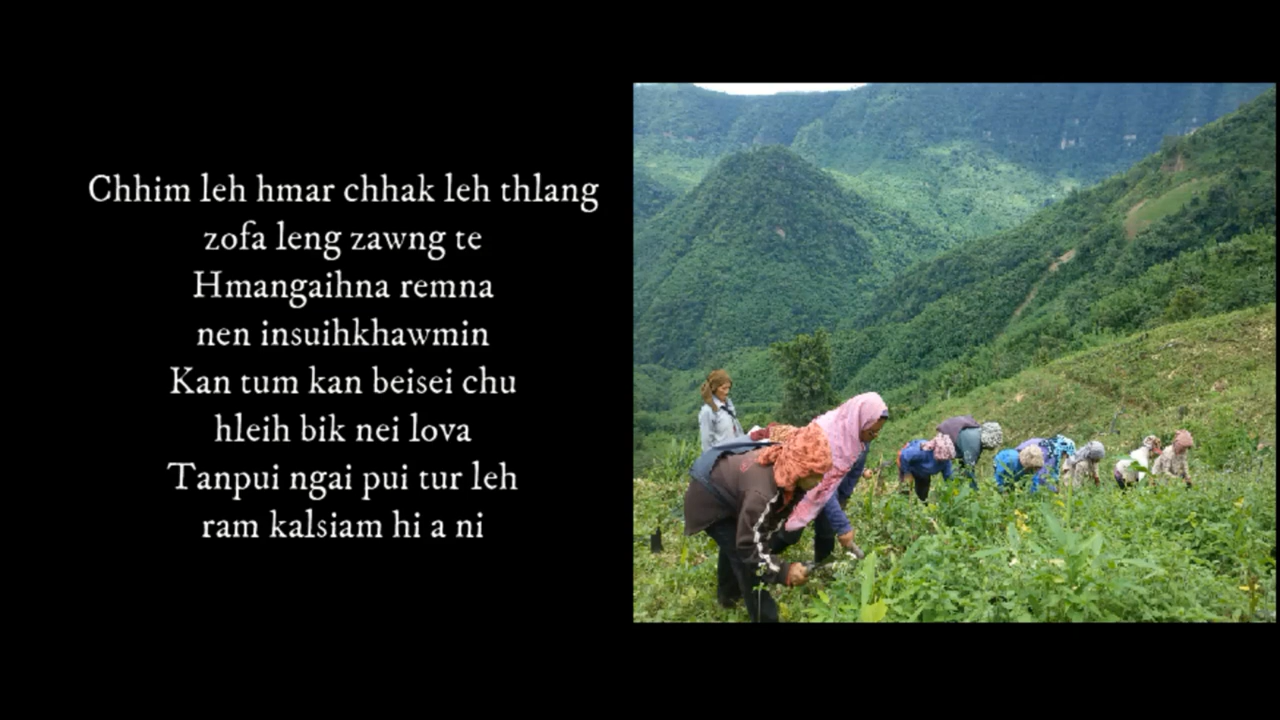 Chhim leh hmar chhak leh thlang
zofa leng zawng te
Hmangaihna remna
nen insuihkhawmin
Kan tum kan beisei chu
hleih bik nei lova
Tanpui ngai pui tur leh
ram kalsiam hi a ni